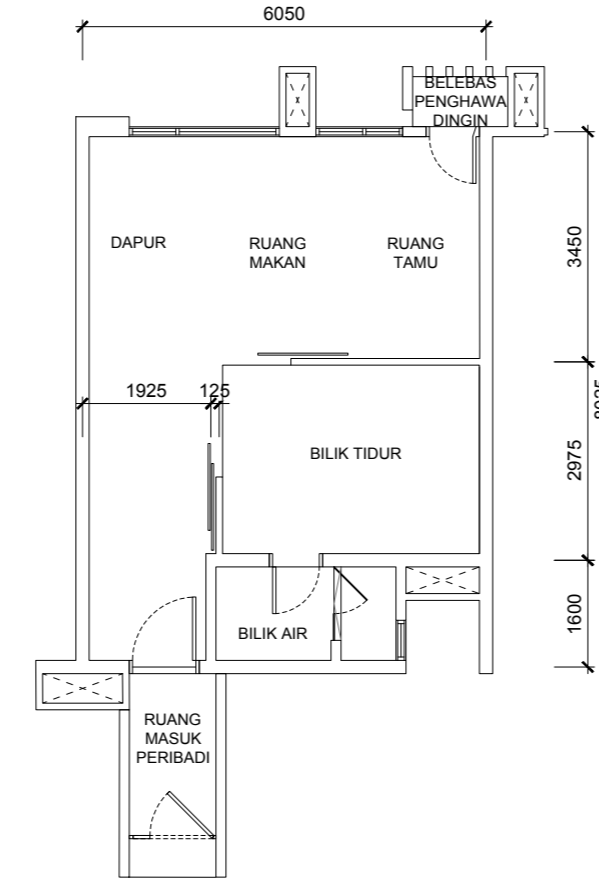 6050
BELEBAS
PENGHAWA
DINGIN
DAPUR
RUANG
MAKAN
RUANG
TAMU
3450
1925
125
BILIK TIDUR
2975
BILIK AIR
1600
RUANG
MASUK
PERIBADI